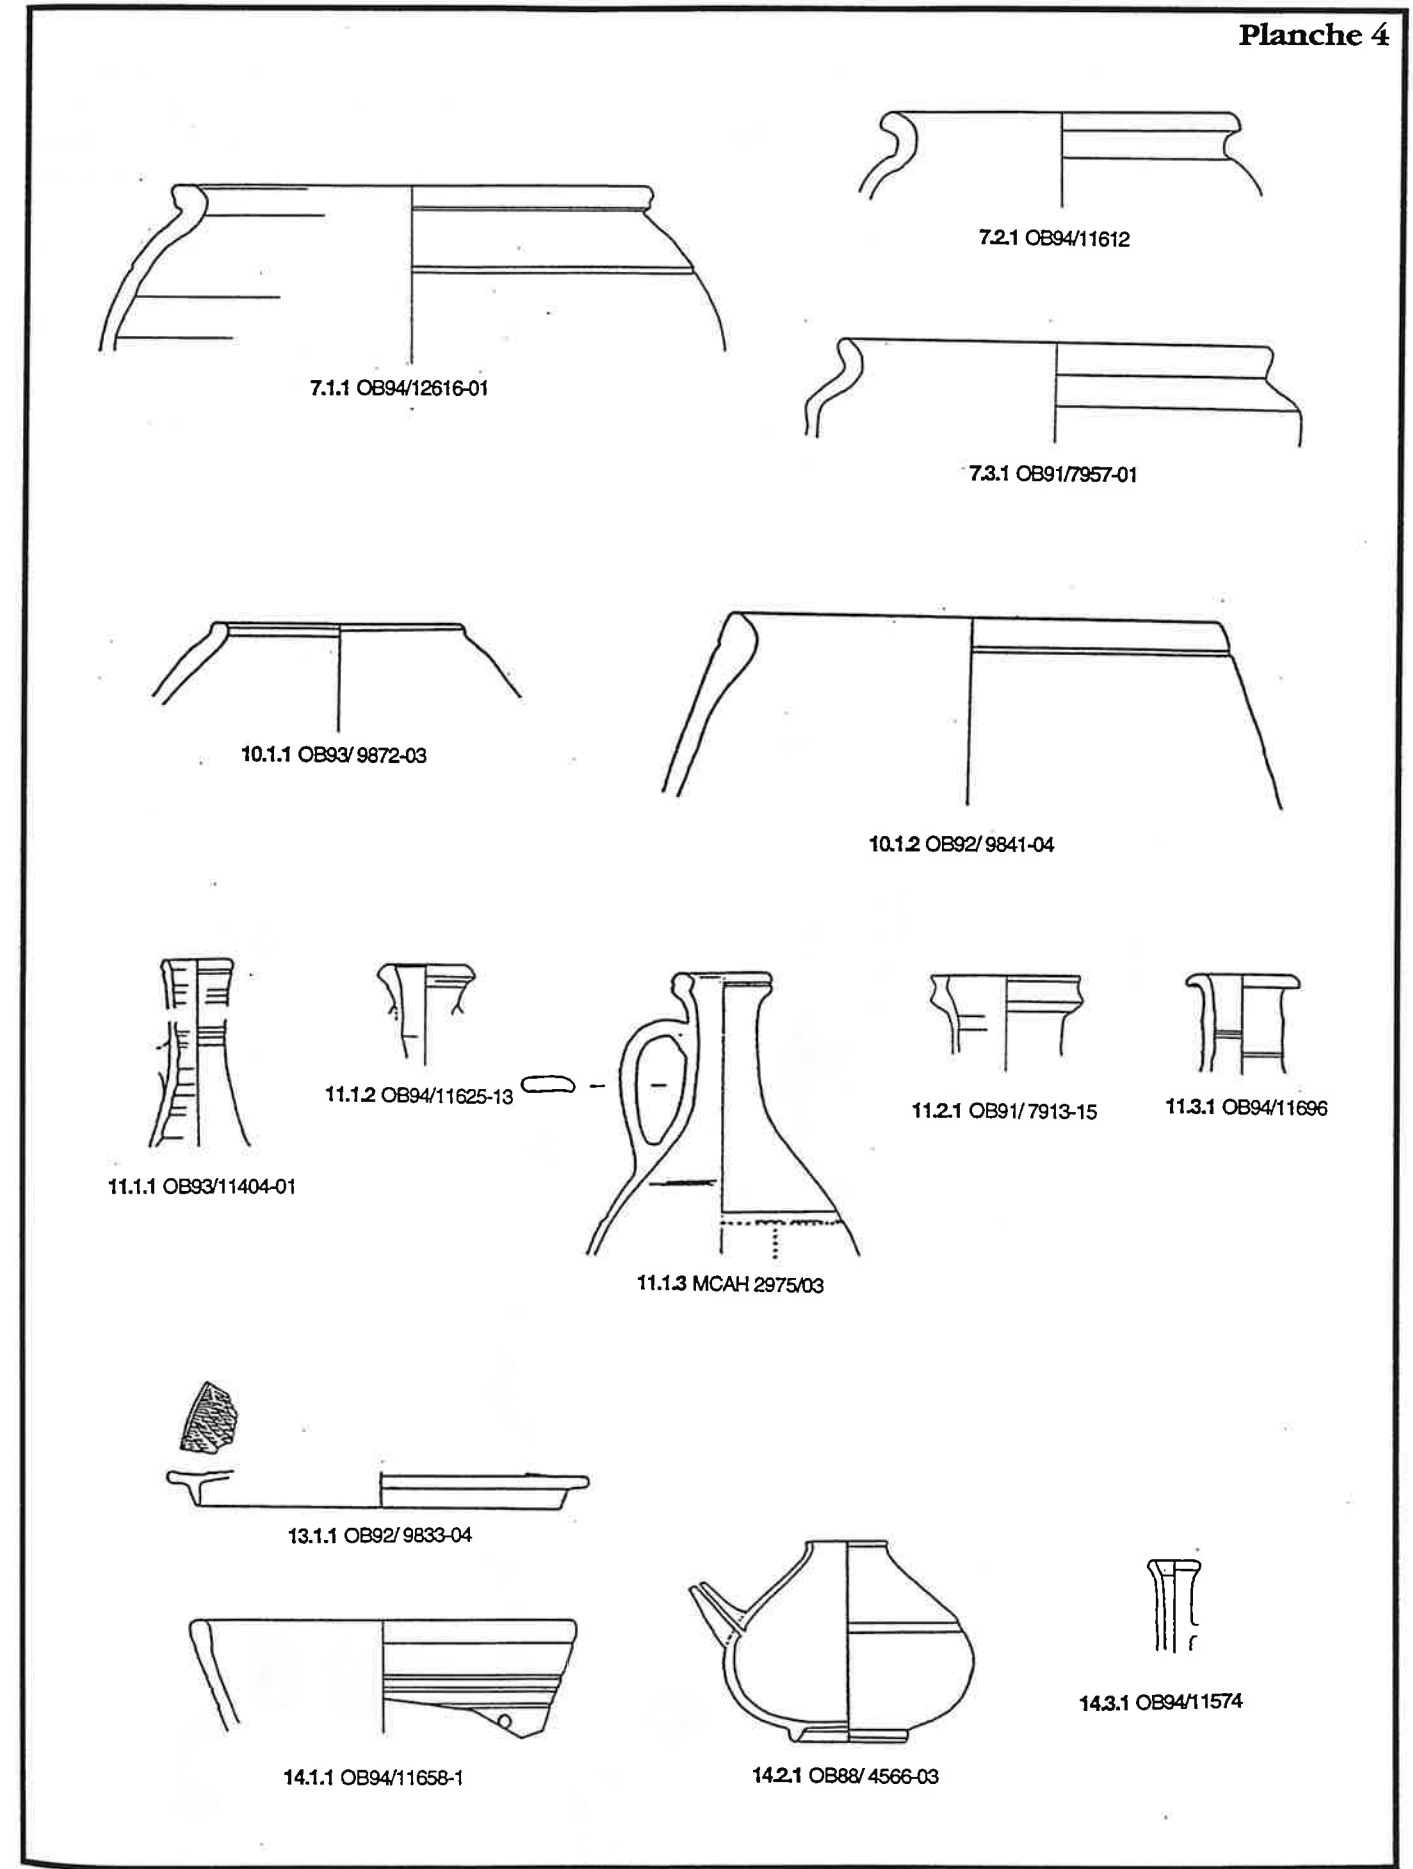 Planche 4
7.2.1 OB94/11612
7.1.1 OB94/12616-01
7.3.1 OB91/7957-01
10.1.1 OB93/ 9872-03
10.1.2 OB92/ 9841-04
11.1.2 OB94/11625-13
11.2.1 OB91/ 7913-15
11.3.1 OB94/11696
11.1.1 OB93/11404-01
11.1.3 MCAH 2975/03
13.1.1 OB92/ 9833-04
14.3.1 OB94/11574
14.1.1 OB94/11658-1
14.2.1 OB88/ 4566-03